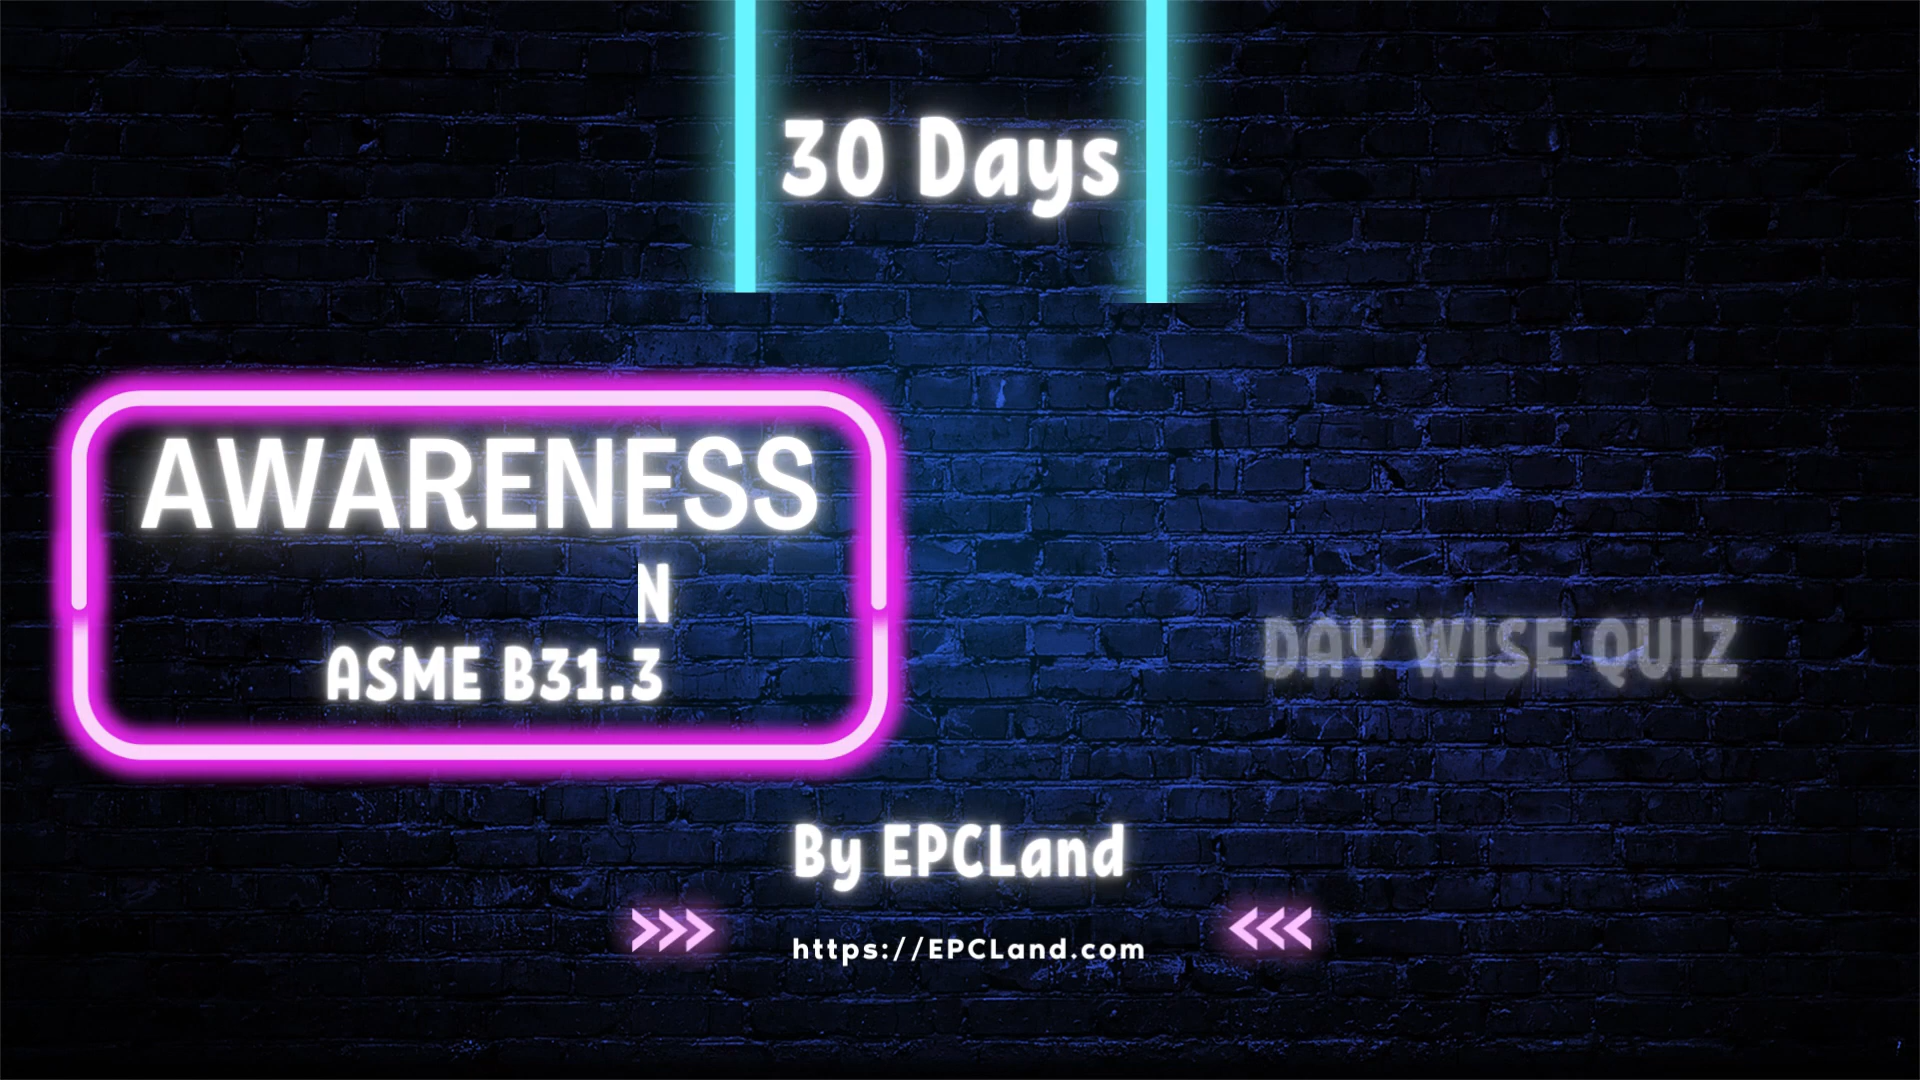 30 Days
AWARENESS
N
ASME B31.3
DAY WISE QUIZ
By EPCLand
https://EPCLand.com